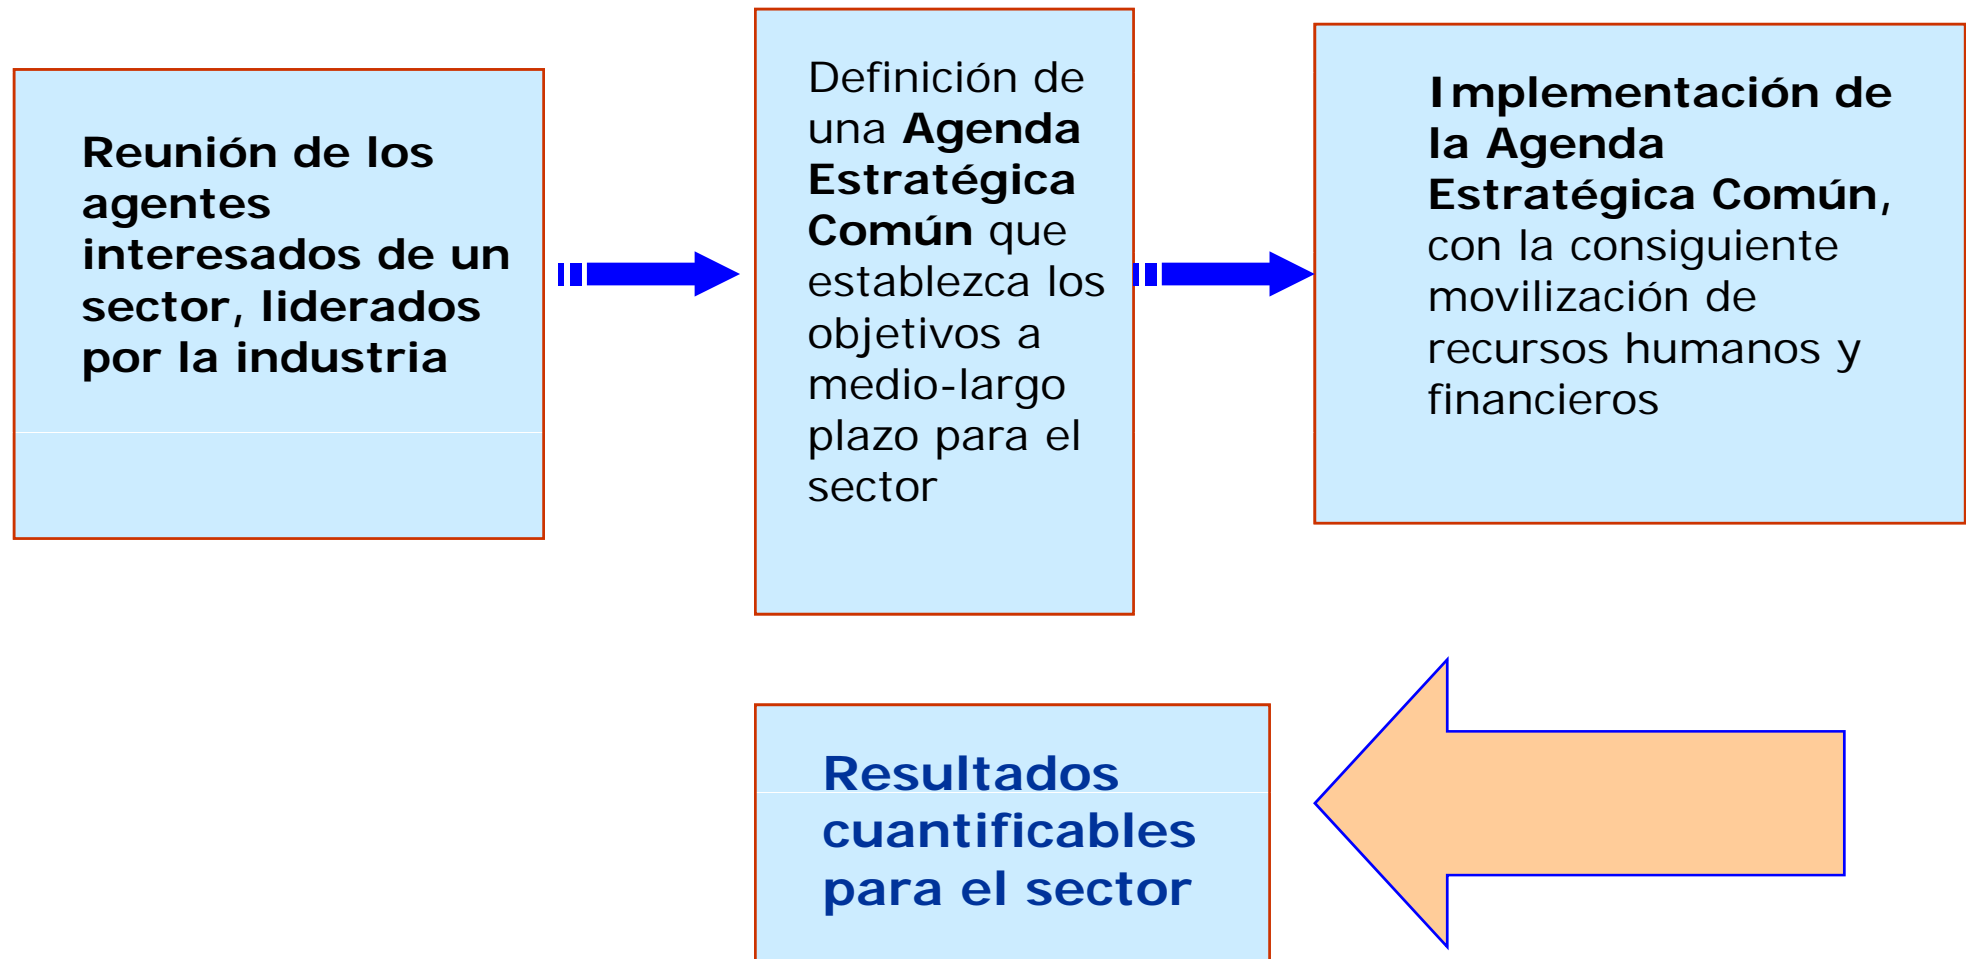 Reunión de los
agentes
interesados de un
sector, liderados
por la industria
Definición de
una Agenda
Estratégica
Común que
establezca los
objetivos a
medio-largo
plazo para el
sector
Implementación de
la Agenda
Estratégica Común,
con la consiguiente
movilización de
recursos humanos y
financieros
Resultados
cuantificables
para el sector